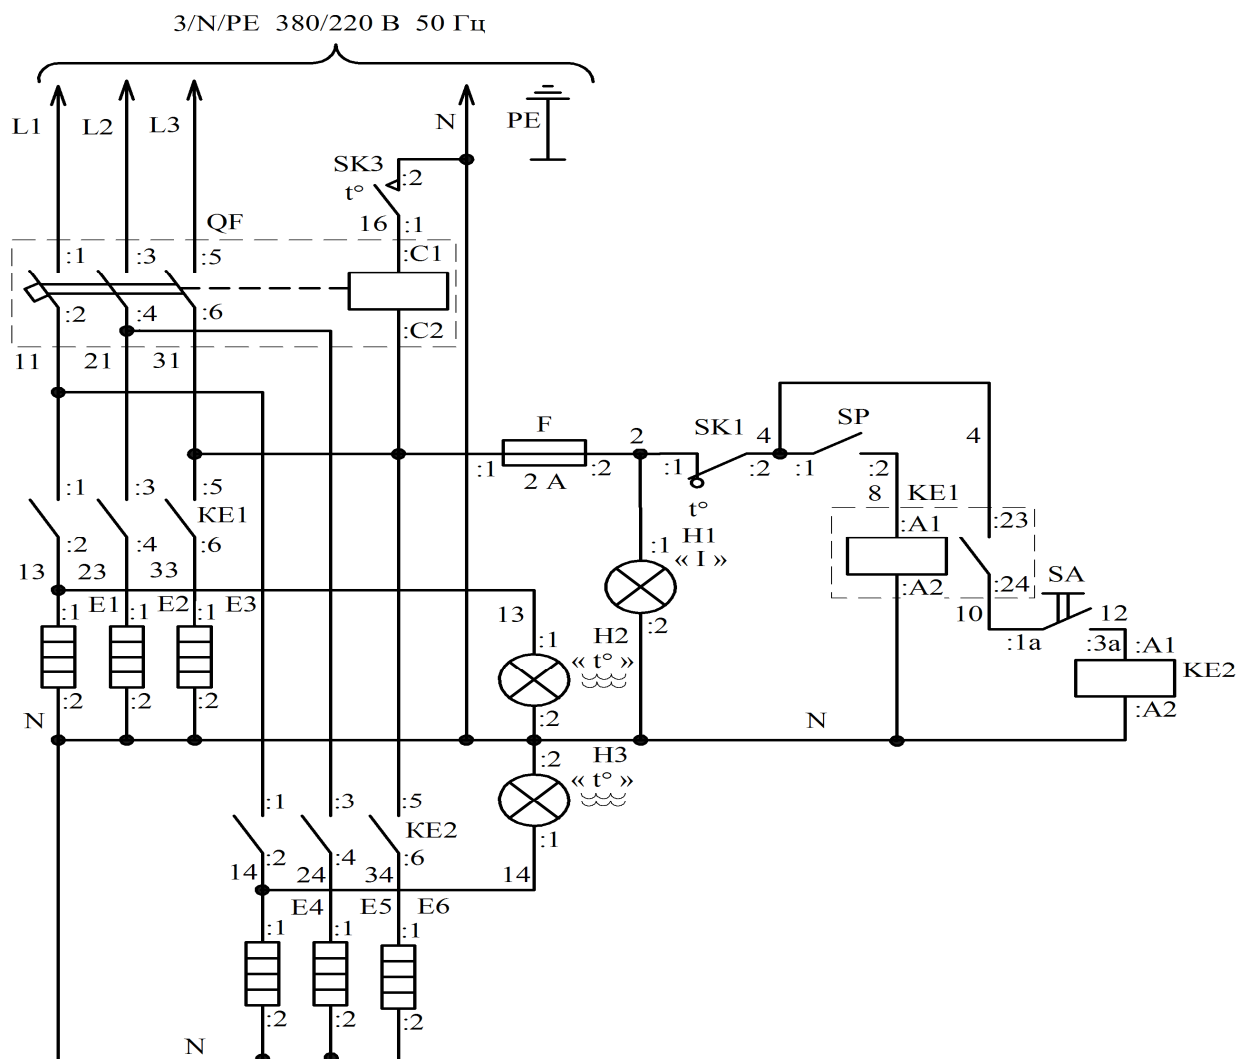 3/N/PE 380/220 В 50 Гц
L1 L2 L3 N PE
SK3 :2
t°
16 :1
QF
:1 :3 :5 :C1
:2 :4 :6
:C2
11 21 31
F 2 SK1 4 SP 4
:1 :2 :1 :2 :1 :2
2 А
t°
8 KE1
:1 :3 :5
KE1
:A1 :23
H1
« I »
:1
:2 :4 :6
:A2 :24
SA
13 23 33
:1 E1 :1 E2 :1 E3
13
10 12
:2
:1 H2
« t° »
:1a :3a :A1
KE2
:2 :2 :2
:2
:A2
N N
:2 H3
« t° »
:1 :3 :5
KE2
:1
:2 :4 :6
14 24 34 14
E4 E5 E6
:1 :1 :1
:2 :2 :2
N